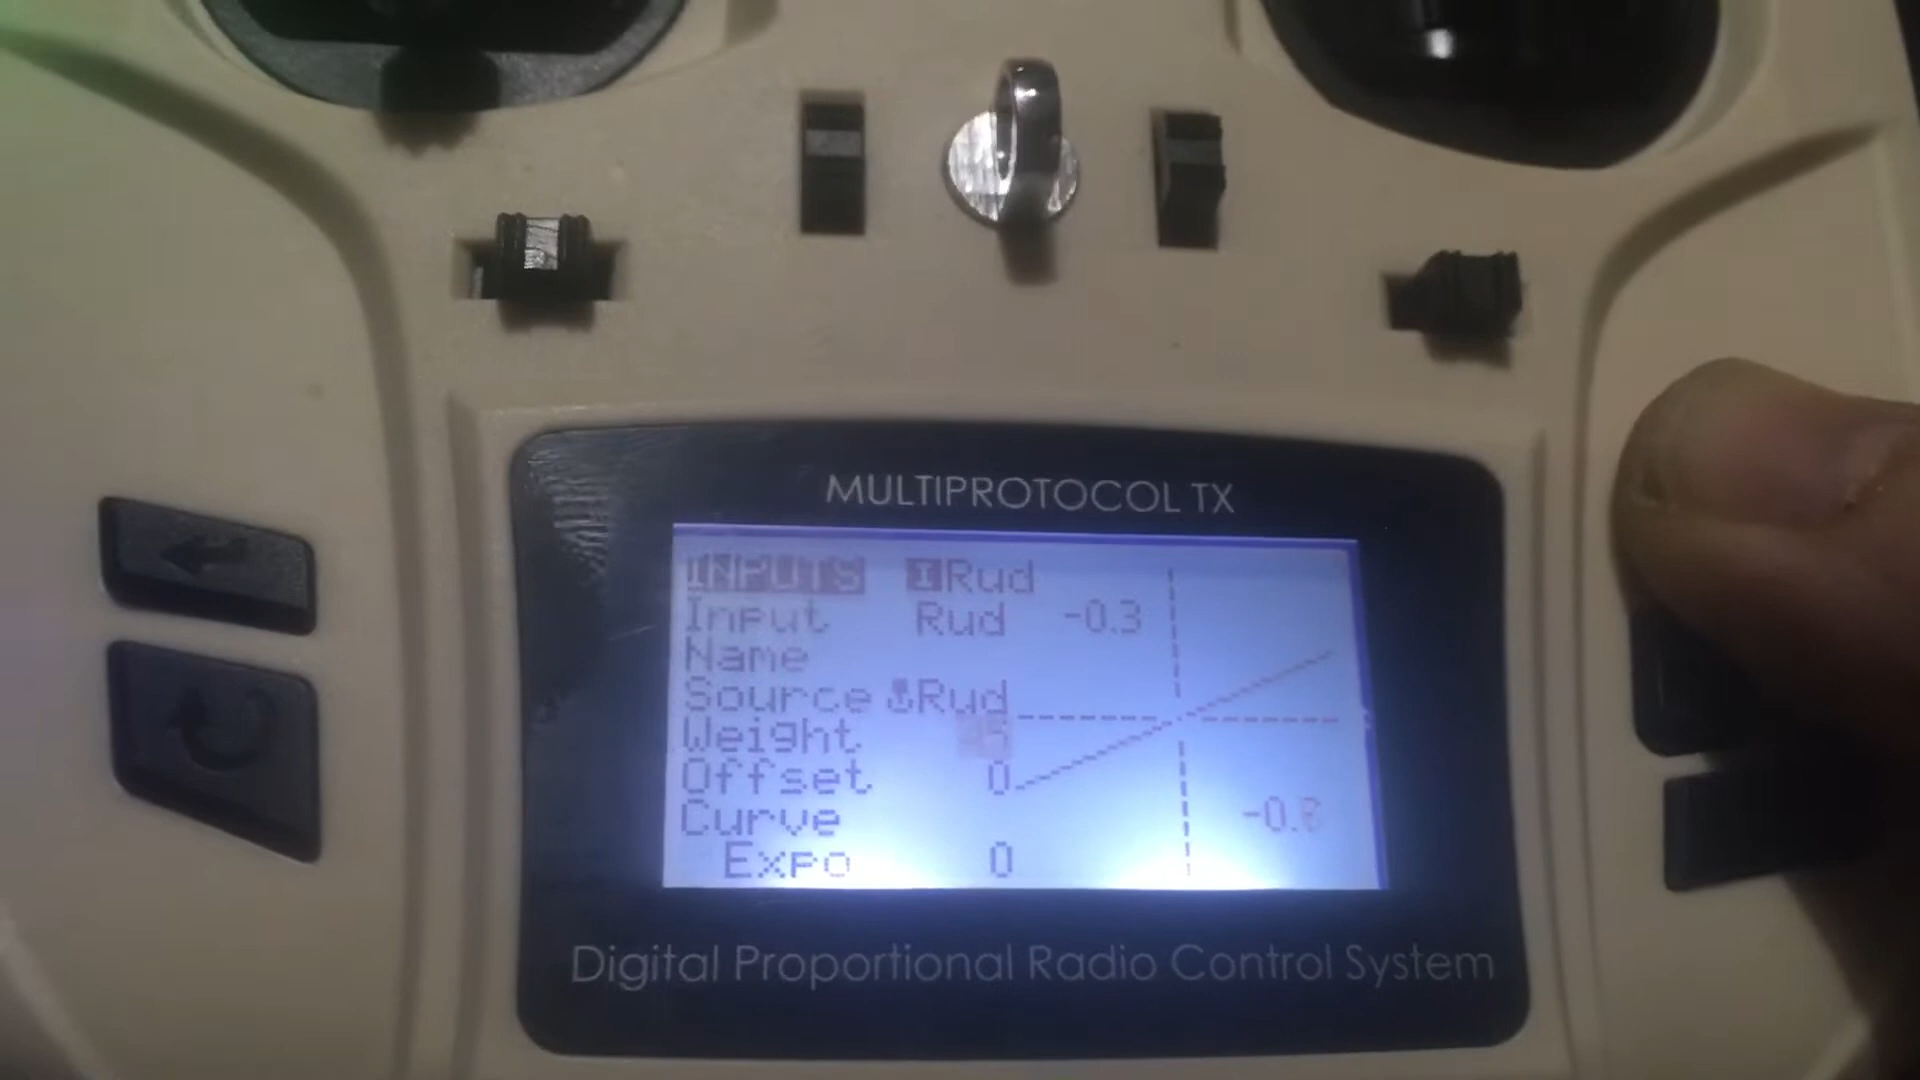 MULTIPROTOCOL TX
INPUTS IRud
Input Rud -0.3
Name
Source Rud
Weight
Offset 0
Curve
Expo 0
Digital Proportional Radio Control System